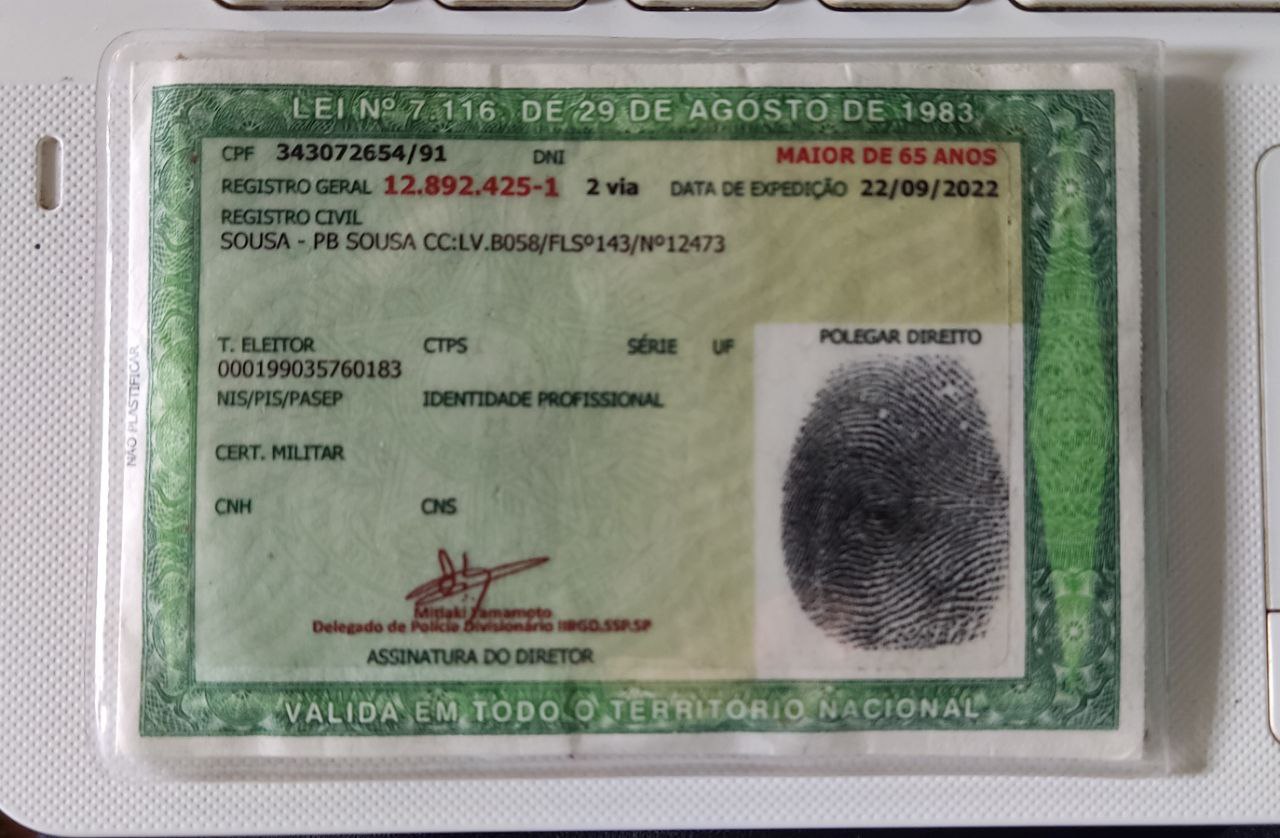 LEI Nº 7.116, DE 29 DE AGOSTO DE 1983
CPF 343072654/91 DNI MAIOR DE 65 ANOS
REGISTRO GERAL 12.892.425-1 2 via DATA DE EXPEDIÇÃO 22/09/2022
REGISTRO CIVIL
SOUSA - PB SOUSA CC:LV.B058/FLSº143/Nº12473
POLEGAR DIREITO
T. ELEITOR CTPS SÉRIE UF
000199035760183
NIS/PIS/PASEP IDENTIDADE PROFISSIONAL
CERT. MILITAR
CNH CNS
Mitiaki Yamamoto
Delegado de Polícia Divisionário IIRGD.SSP.SP
ASSINATURA DO DIRETOR
VALIDA EM TODO O TERRITÓRIO NACIONAL
NÃO PLASTIFICAR